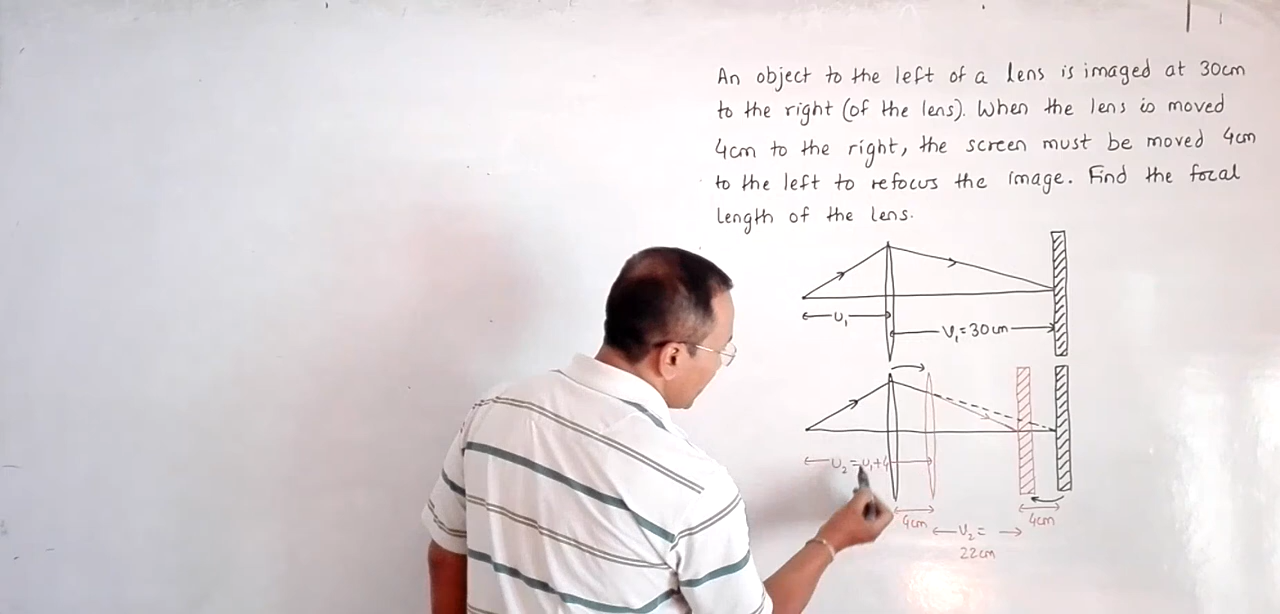 An object to the left of a lens is imaged at 30cm
to the right (of the lens). When the lens is moved
4cm to the right, the screen must be moved 4cm
to the left to refocus the image. Find the focal
length of the lens.
u₁
V₁ = 30cm
u₂ = u₁+4
4cm
4cm
V₂ =
22cm